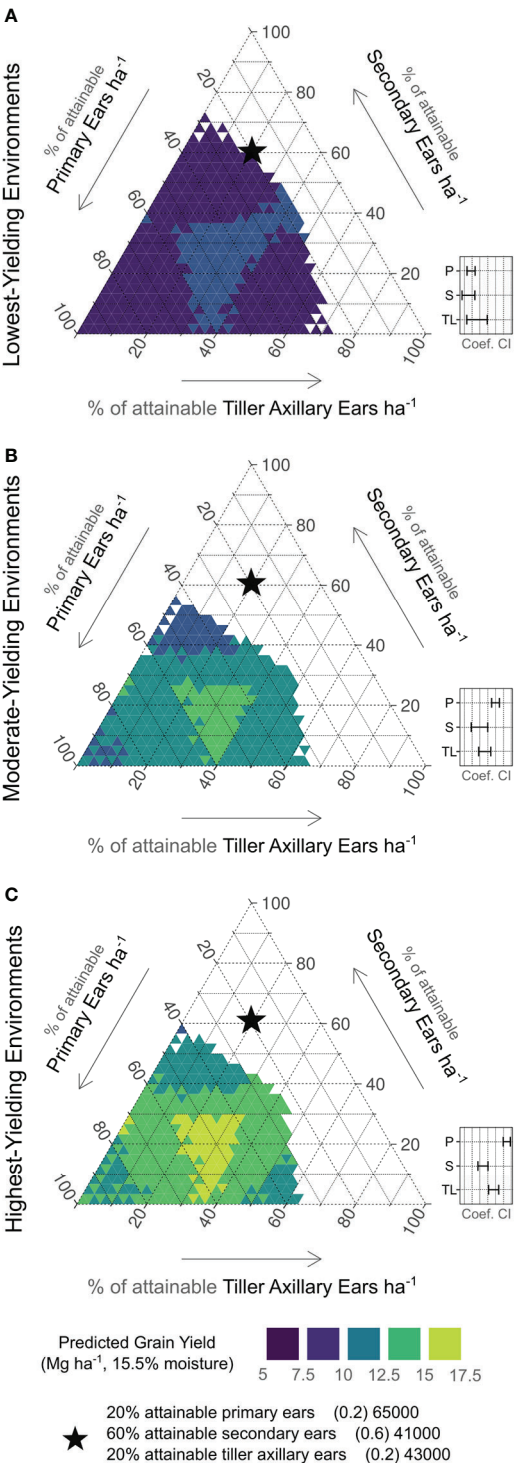 A
Lowest-Yielding Environments
% of attainable
Primary Ears ha-1
% of attainable
Secondary Ears ha-1
100
80
60
40
20
20
40
60
80
100
20
40
60
80
100
P
S
TL
Coef. CI
% of attainable Tiller Axillary Ears ha-1
B
Moderate-Yielding Environments
% of attainable
Primary Ears ha-1
% of attainable
Secondary Ears ha-1
100
80
60
40
20
20
40
60
80
100
20
40
60
80
100
P
S
TL
Coef. CI
% of attainable Tiller Axillary Ears ha-1
C
Highest-Yielding Environments
% of attainable
Primary Ears ha-1
% of attainable
Secondary Ears ha-1
100
80
60
40
20
20
40
60
80
100
20
40
60
80
100
P
S
TL
Coef. CI
% of attainable Tiller Axillary Ears ha-1
Predicted Grain Yield
(Mg ha-1, 15.5% moisture)
5 7.5 10 12.5 15 17.5
20% attainable primary ears (0.2) 65000
60% attainable secondary ears (0.6) 41000
20% attainable tiller axillary ears (0.2) 43000